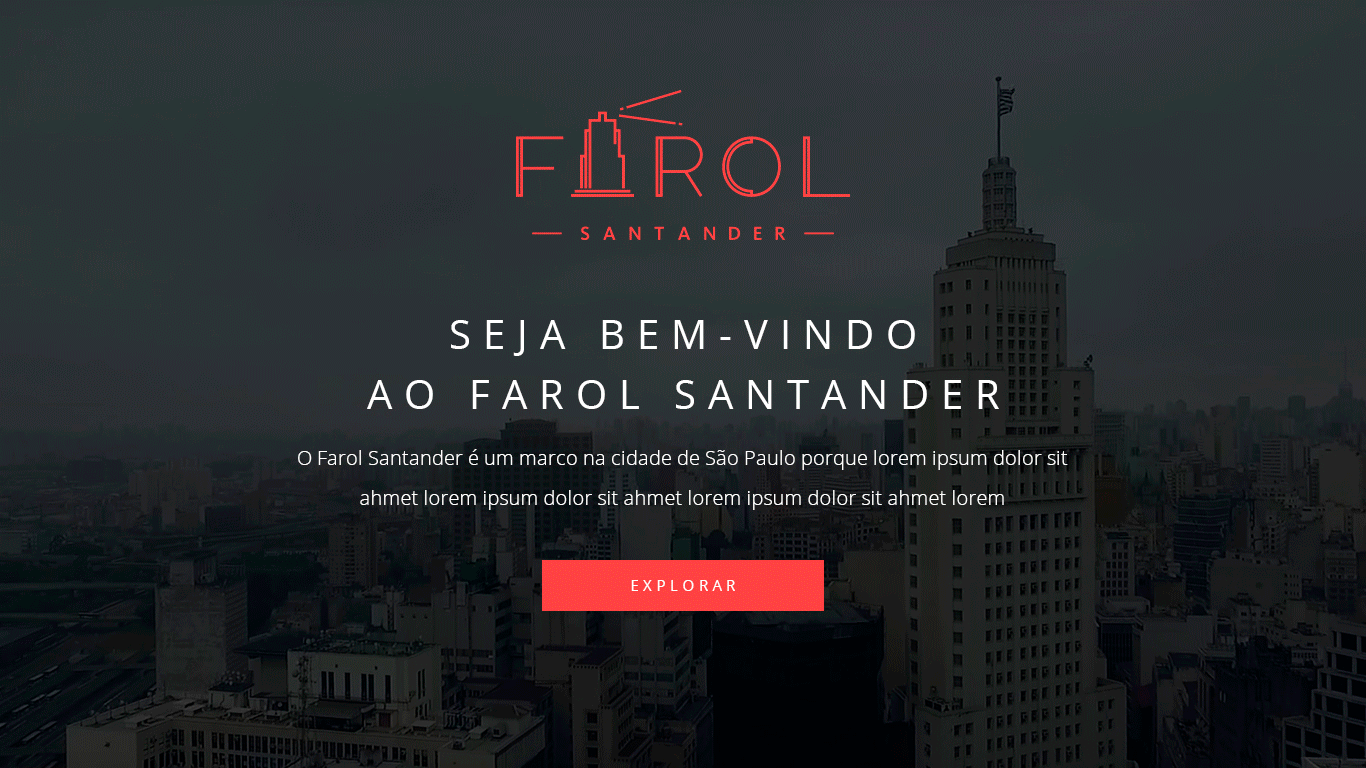 FAROL
SANTANDER
SEJA BEM-VINDO
AO FAROL SANTANDER
O Farol Santander é um marco na cidade de São Paulo porque lorem ipsum dolor sit
ahmet lorem ipsum dolor sit ahmet lorem ipsum dolor sit ahmet lorem
EXPLORAR